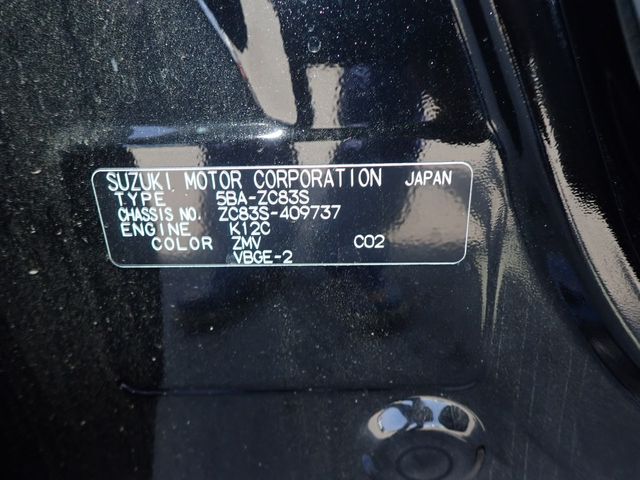 SUZUKI MOTOR CORPORATION JAPAN
TYPE 5BA-ZC83S
CHASSIS NO. ZC83S-409737
ENGINE K12C
COLOR ZMV C02
VBGE-2